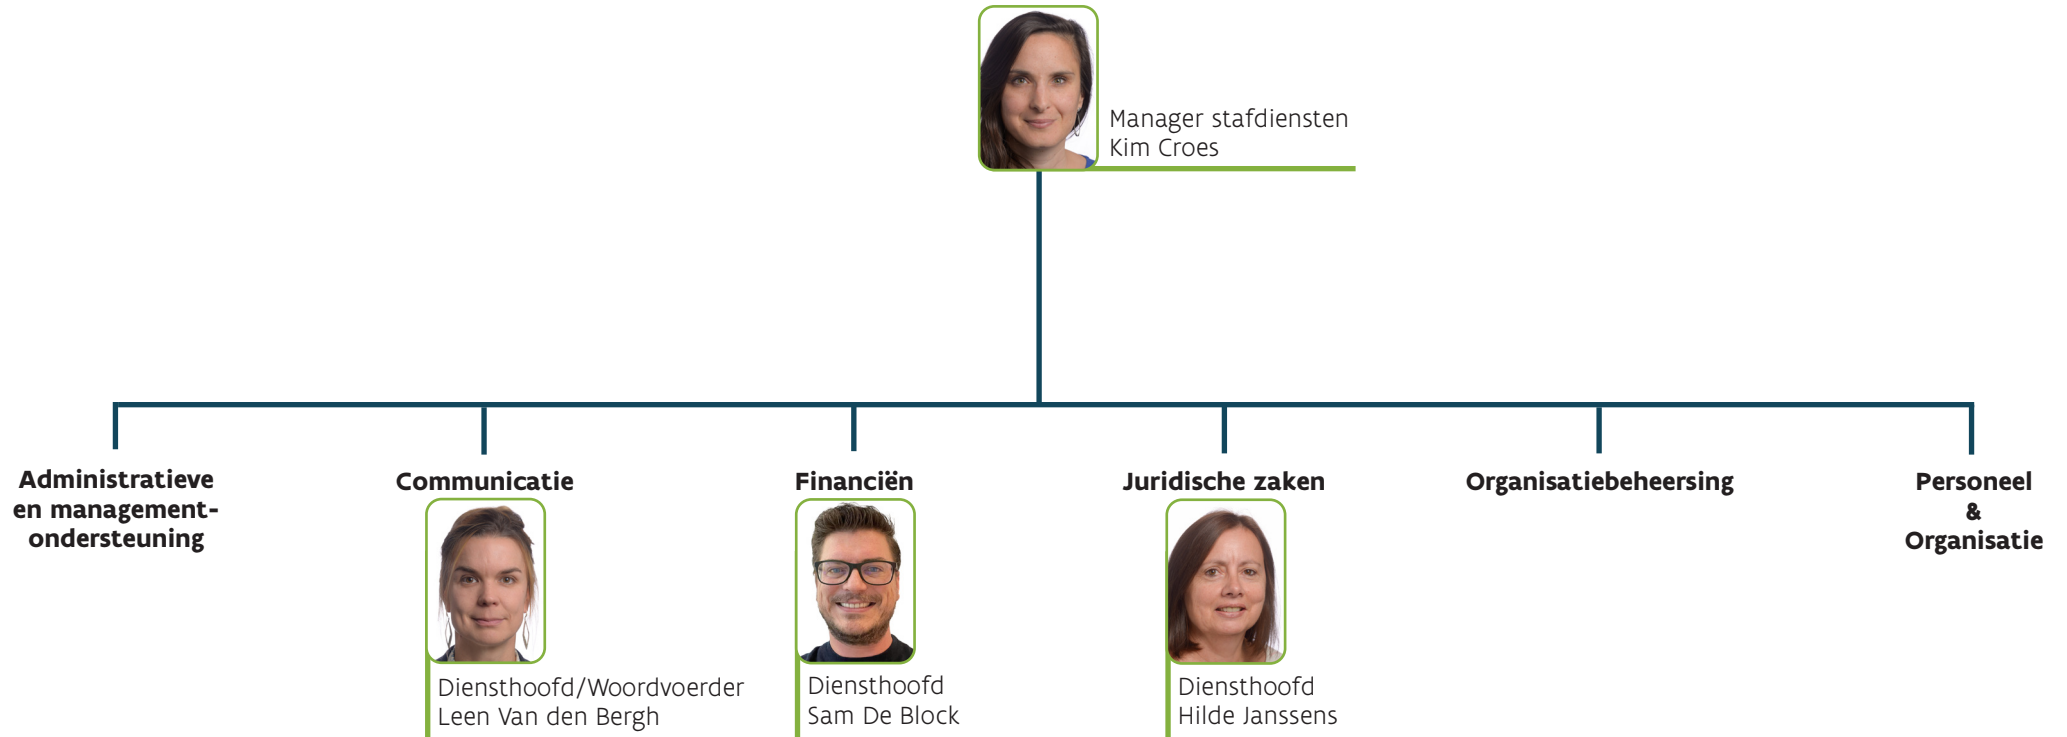 Manager stafdiensten
Kim Croes
Administratieve
en management-
ondersteuning
Communicatie
Diensthoofd/Woordvoerder
Leen Van den Bergh
Financiën
Diensthoofd
Sam De Block
Juridische zaken
Diensthoofd
Hilde Janssens
Organisatiebeheersing
Personeel
&
Organisatie